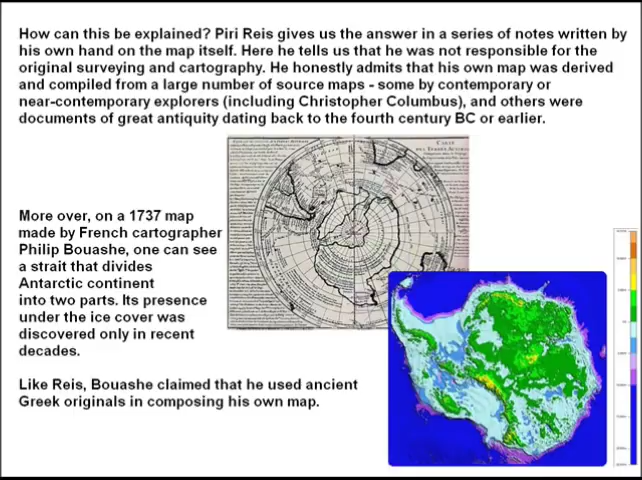 How can this be explained? Piri Reis gives us the answer in a series of notes written by
his own hand on the map itself. Here he tells us that he was not responsible for the
original surveying and cartography. He honestly admits that his own map was derived
and compiled from a large number of source maps - some by contemporary or
near-contemporary explorers (including Christopher Columbus), and others were
documents of great antiquity dating back to the fourth century BC or earlier.
More over, on a 1737 map
made by French cartographer
Philip Bouashe, one can see
a strait that divides
Antarctic continent
into two parts. Its presence
under the ice cover was
discovered only in recent
decades.
Like Reis, Bouashe claimed that he used ancient
Greek originals in composing his own map.